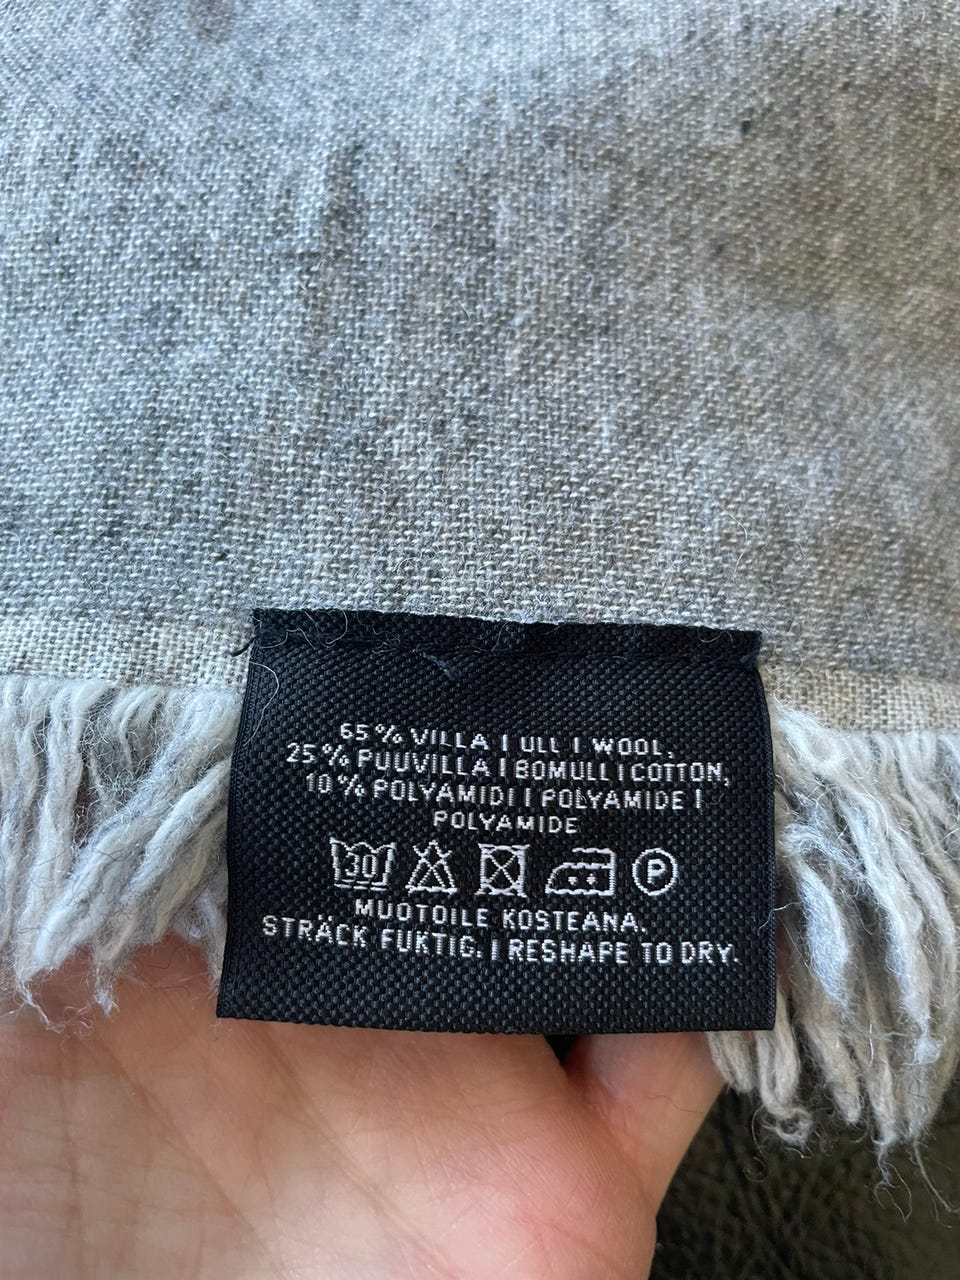 65 % VILLA | ULL | WOOL,
25 % PUUVILLA | BOMULL | COTTON,
10 % POLYAMIDI | POLYAMIDE |
POLYAMIDE
30 P
MUOTOILE KOSTEANA.
STRÄCK FUKTIG. | RESHAPE TO DRY.